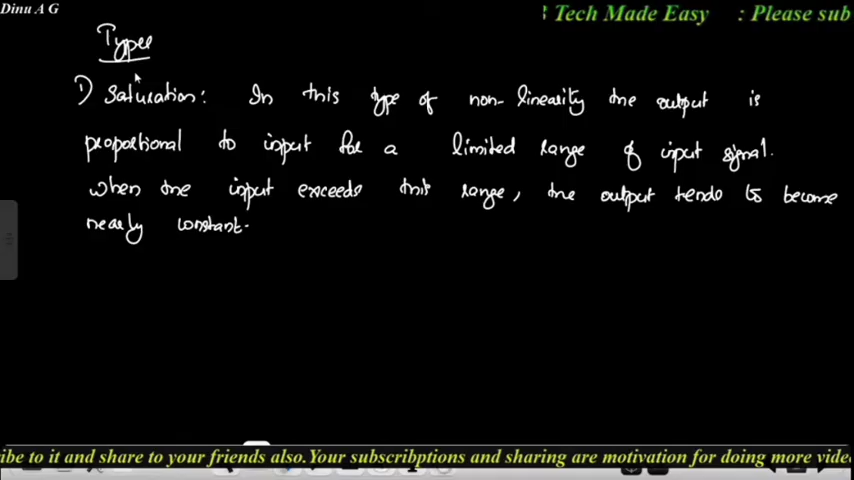 Dinu A G
: Tech Made Easy : Please sub
Types
1) Saturation: In this type of non-linearity the output is
proportional to input for a limited range of input signal.
when the input exceeds this range, the output tends to become
nearly constant.
ibe to it and share to your friends also.Your subscribptions and sharing are motivation for doing more vide